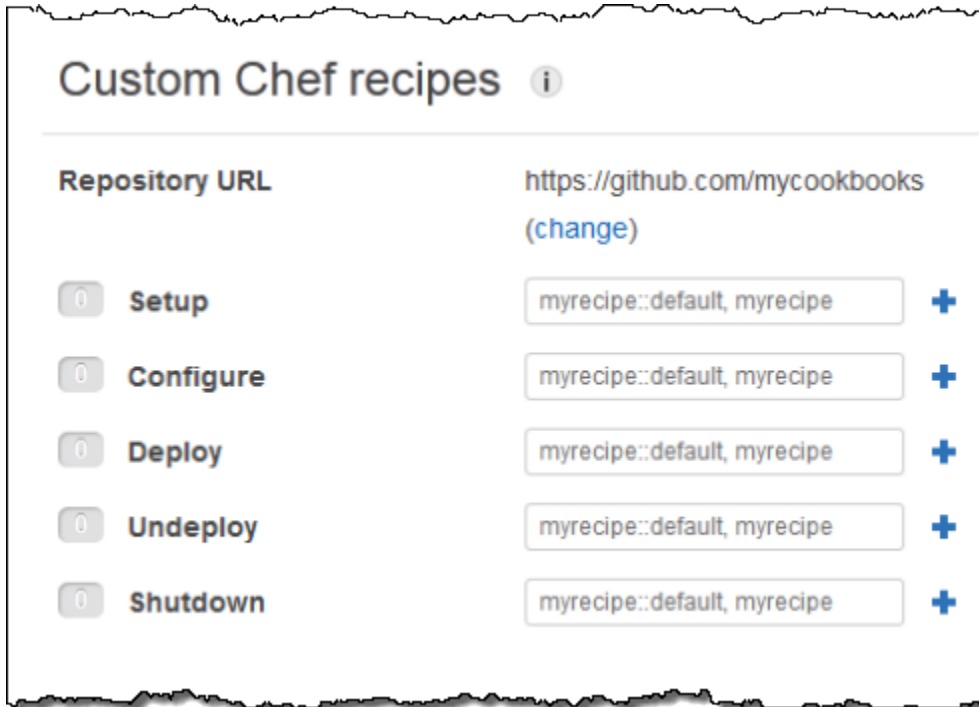 Custom Chef recipes i
Repository URL https://github.com/mycookbooks
(change)
0 Setup myrecipe::default, myrecipe
0 Configure myrecipe::default, myrecipe
0 Deploy myrecipe::default, myrecipe
0 Undeploy myrecipe::default, myrecipe
0 Shutdown myrecipe::default, myrecipe